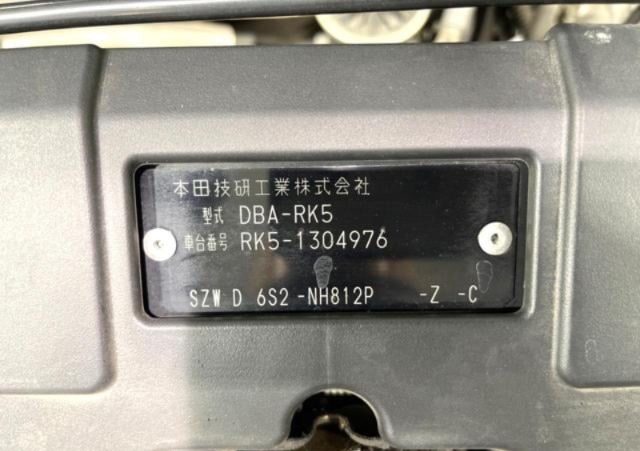 本田技研工業株式会社
型式 DBA-RK5
車台番号 RK5-1304976
SZW D 6S2 -NH812P -Z -C